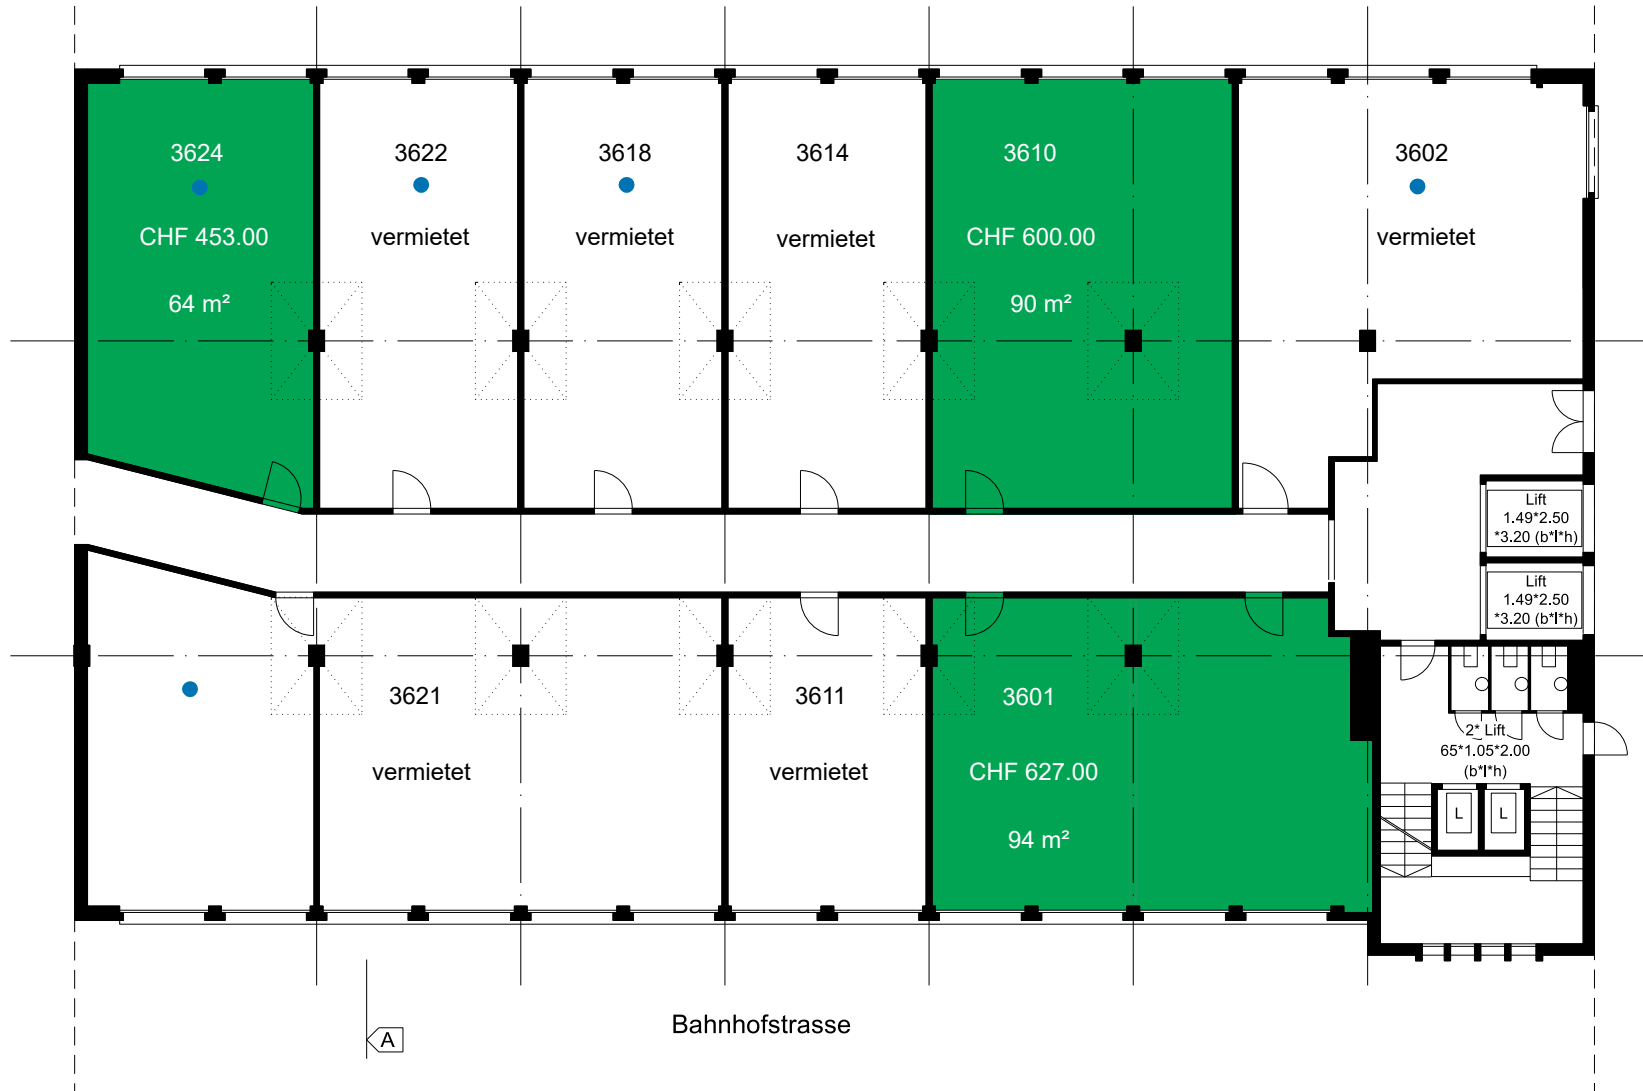 3624
3622
3618
3614
3610
3602
CHF 453.00
vermietet
vermietet
vermietet
CHF 600.00
vermietet
64 m²
90 m²
Lift
1.49*2.50
*3.20 (b*l*h)
Lift
1.49*2.50
*3.20 (b*l*h)
3621
3611
3601
vermietet
vermietet
CHF 627.00
94 m²
2* Lift
65*1.05*2.00
(b*l*h)
L
L
Bahnhofstrasse
A